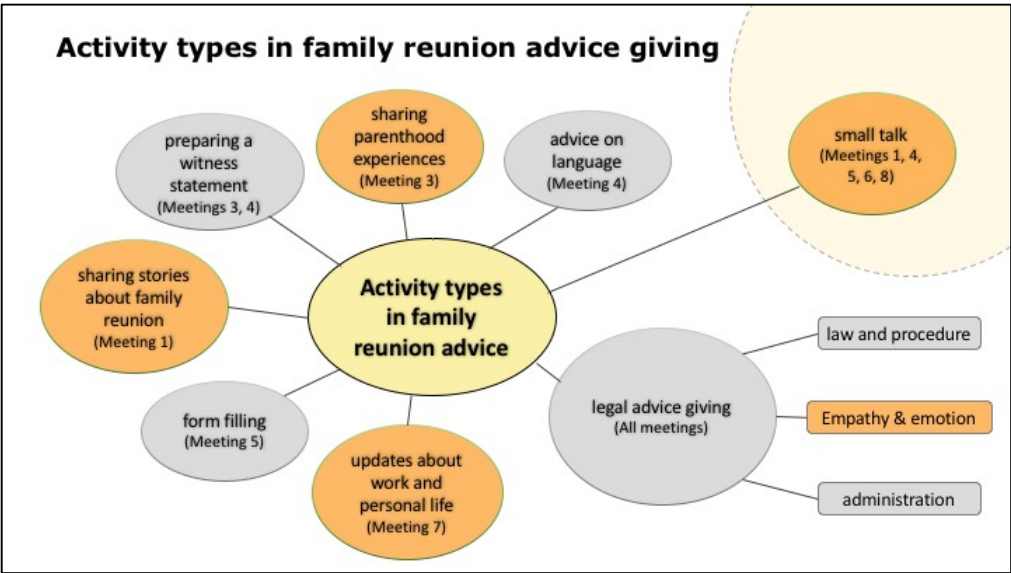 Activity types in family reunion advice giving
preparing a
witness
statement
(Meetings 3, 4)
sharing
parenthood
experiences
(Meeting 3)
advice on
language
(Meeting 4)
small talk
(Meetings 1, 4,
5, 6, 8)
sharing stories
about family
reunion
(Meeting 1)
Activity types
in family
reunion advice
law and procedure
legal advice giving
(All meetings)
Empathy & emotion
administration
form filling
(Meeting 5)
updates about
work and
personal life
(Meeting 7)